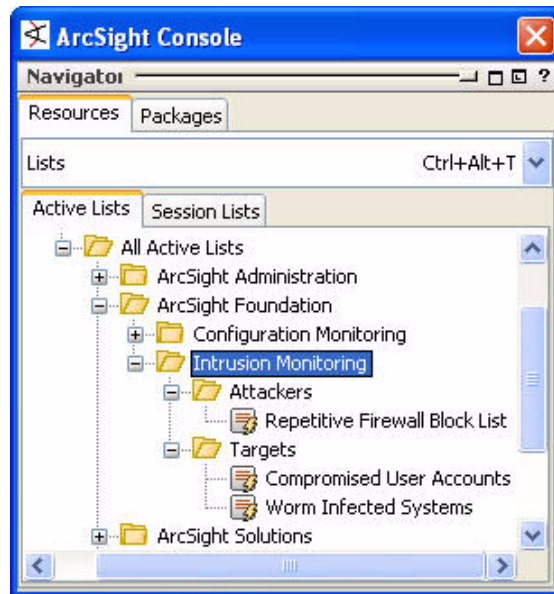 ArcSight Console
Navigator
?
Resources Packages
Lists Ctrl+Alt+T
Active Lists Session Lists
All Active Lists
ArcSight Administration
ArcSight Foundation
Configuration Monitoring
Intrusion Monitoring
Attackers
Repetitive Firewall Block List
Targets
Compromised User Accounts
Worm Infected Systems
ArcSight Solutions